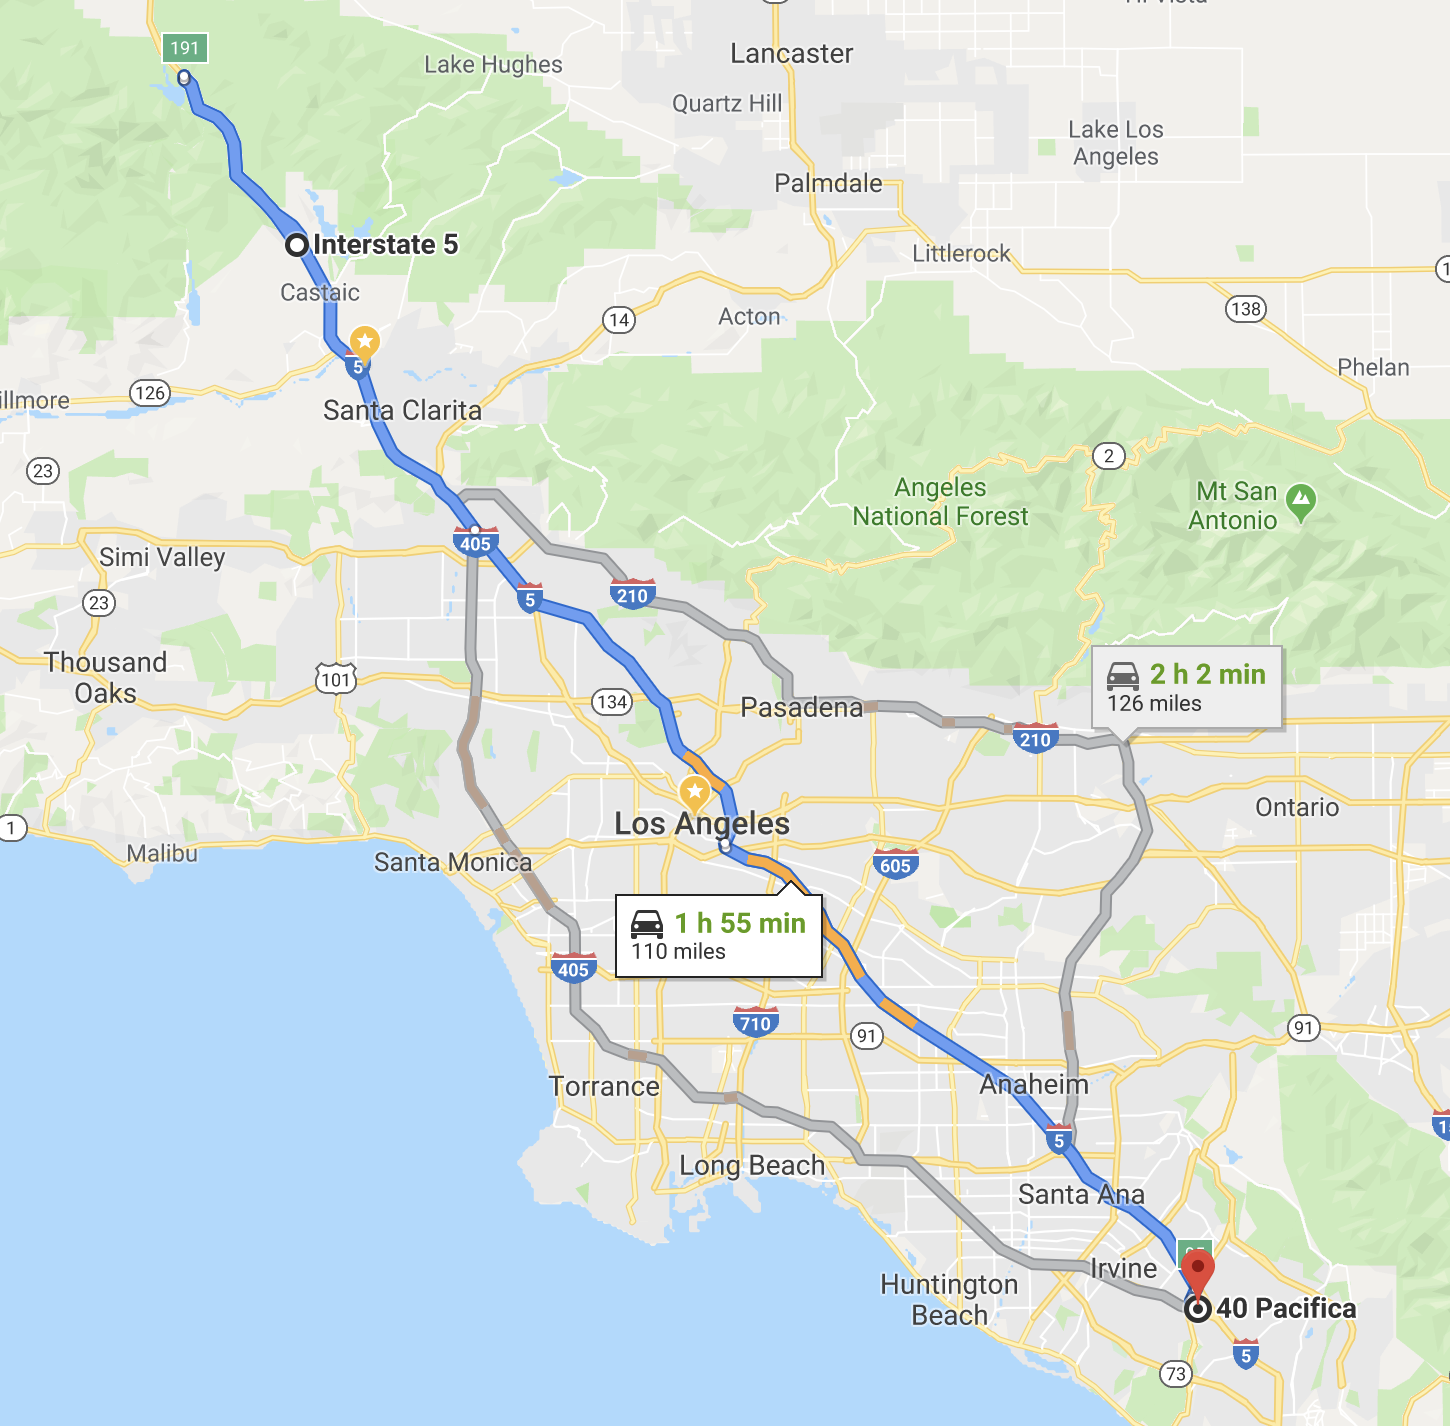 Hi Vista
191
Lancaster
Lake Hughes
Quartz Hill
Lake Los
Angeles
Palmdale
Interstate 5
Littlerock
Castaic
138
14
Acton
5
Phelan
126
illmore
Santa Clarita
2
23
Angeles
National Forest
Mt San
Antonio
405
Simi Valley
5
210
23
Thousand
Oaks
101
2 h 2 min
126 miles
134
Pasadena
210
Ontario
Los Angeles
1
Malibu
Santa Monica
605
1 h 55 min
110 miles
405
710
91
91
Torrance
Anaheim
5
Long Beach
Santa Ana
Irvine
Huntington
Beach
40 Pacifica
5
73